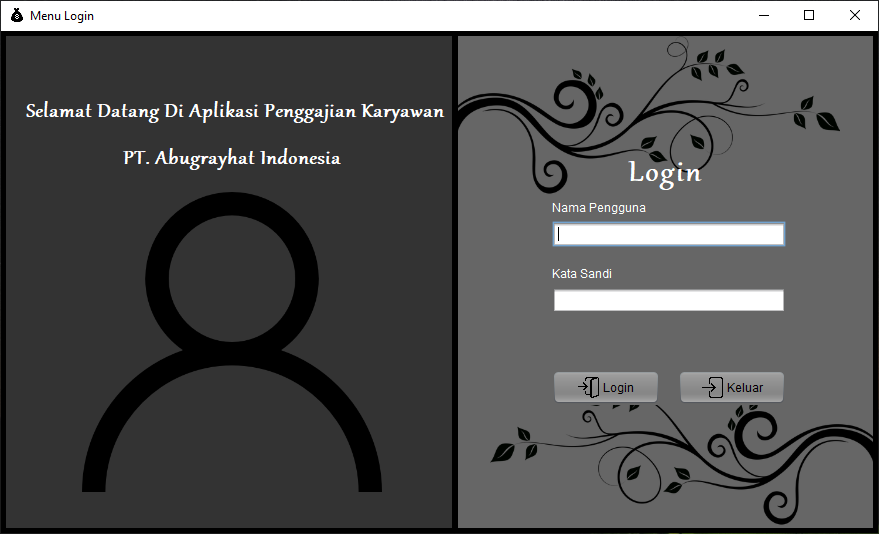 Menu Login
Selamat Datang Di Aplikasi Penggajian Karyawan
PT. Abugrayhat Indonesia
Login
Nama Pengguna
Kata Sandi
Login
Keluar